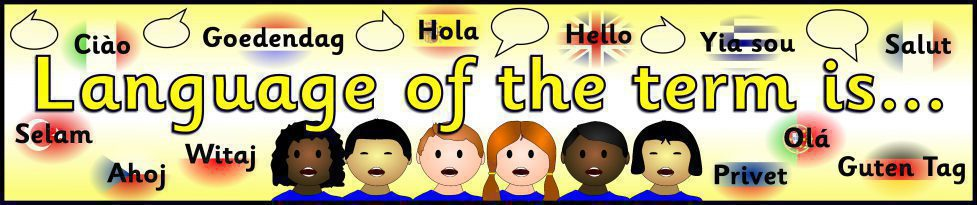 Ciào
Goedendag
Hola
Hello
Yia sou
Salut
Language of the term is...
Selam
Ahoj
Witaj
Privet
Olá
Guten Tag